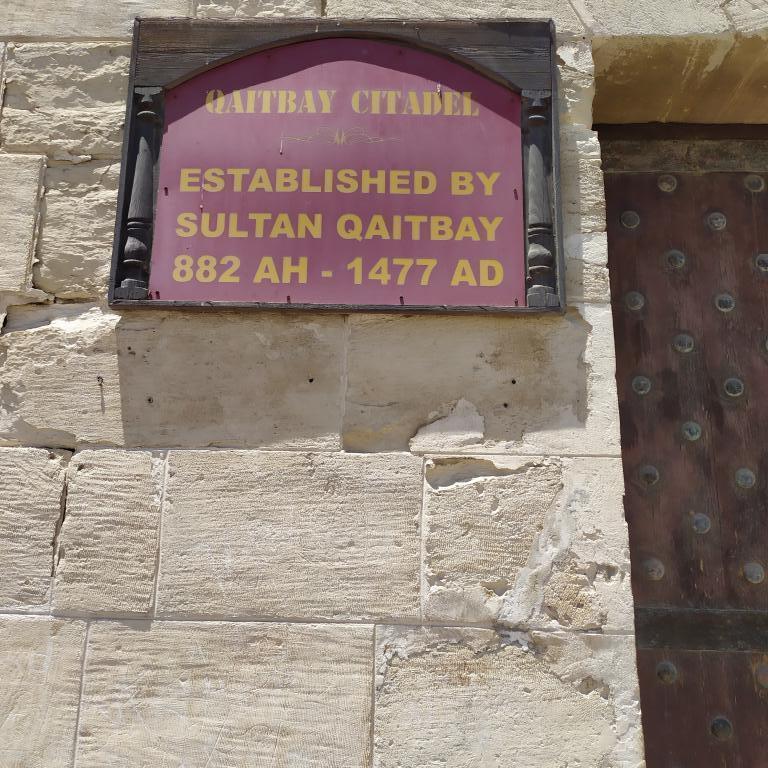 QAITBAY CITADEL
ESTABLISHED BY
SULTAN QAITBAY
882 AH - 1477 AD